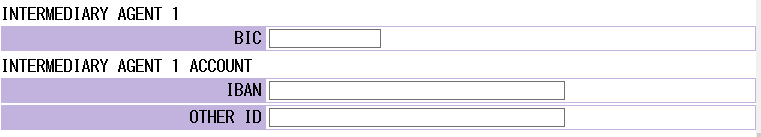 INTERMEDIARY AGENT 1
BIC
INTERMEDIARY AGENT 1 ACCOUNT
IBAN
OTHER ID